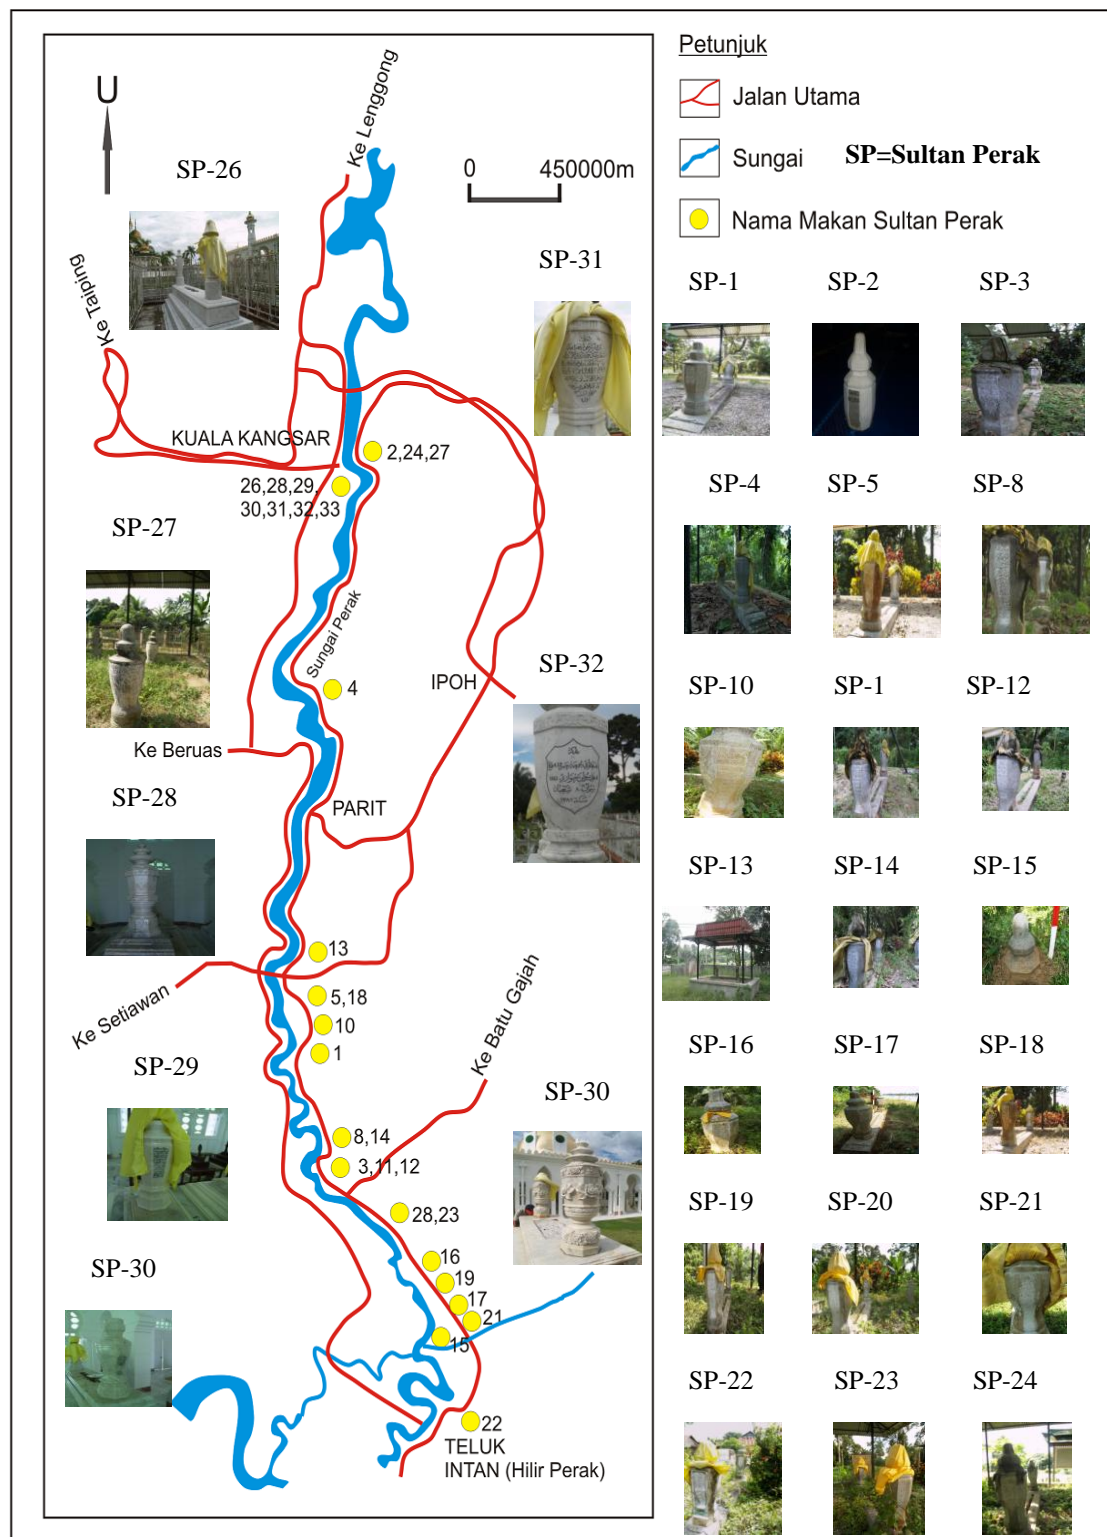 U
Ke Lenggong
0 450000m
SP-26
SP-31
Ke Taiping
KUALA KANGSAR
2,24,27
26,28,29,
30,31,32,33
SP-27
Sungai Perak
4
IPOH
SP-32
Ke Beruas
SP-28
PARIT
13
Ke Setiawan
5,18
10
1
Ke Batu Gajah
SP-29
SP-30
8,14
3,11,12
28,23
16
19
17
21
15
SP-30
22
TELUK
INTAN (Hilir Perak)
Petunjuk
Jalan Utama
Sungai
SP=Sultan Perak
Nama Makan Sultan Perak
SP-1 SP-2 SP-3
SP-4 SP-5 SP-8
SP-10 SP-1 SP-12
SP-13 SP-14 SP-15
SP-16 SP-17 SP-18
SP-19 SP-20 SP-21
SP-22 SP-23 SP-24